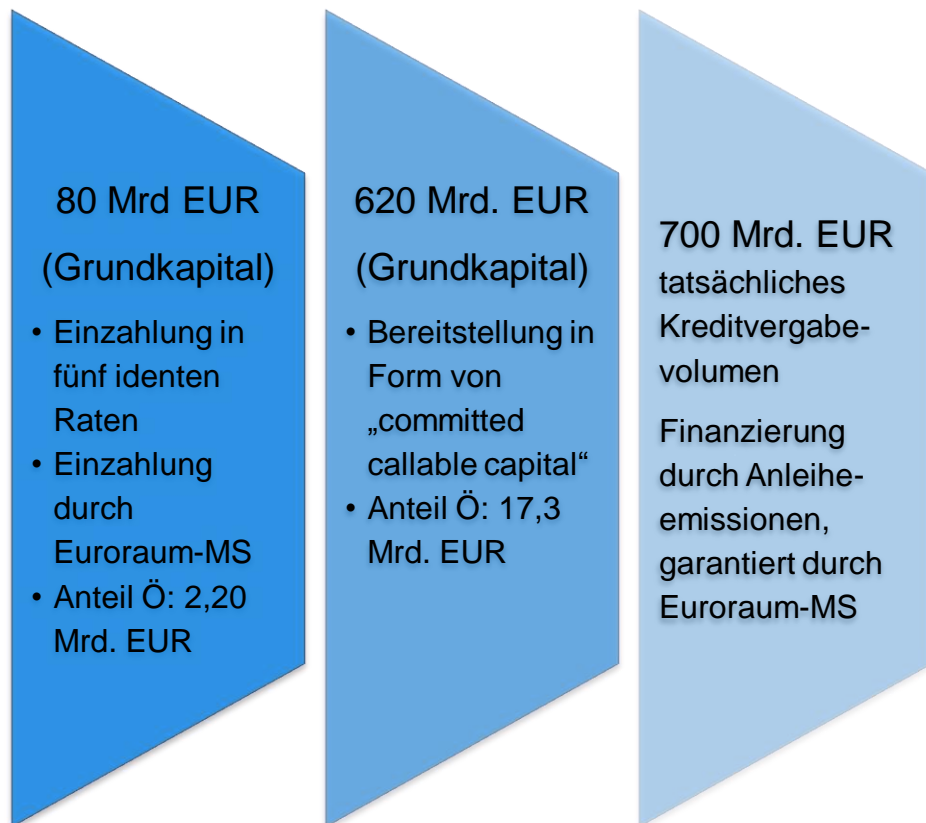 80 Mrd EUR
(Grundkapital)
• Einzahlung in
fünf identen
Raten
• Einzahlung
durch
Euroraum-MS
• Anteil Ö: 2,20
Mrd. EUR
620 Mrd. EUR
(Grundkapital)
• Bereitstellung in
Form von
„committed
callable capital“
• Anteil Ö: 17,3
Mrd. EUR
700 Mrd. EUR
tatsächliches
Kreditvergabe-
volumen
Finanzierung
durch Anleihe-
emissionen,
garantiert durch
Euroraum-MS